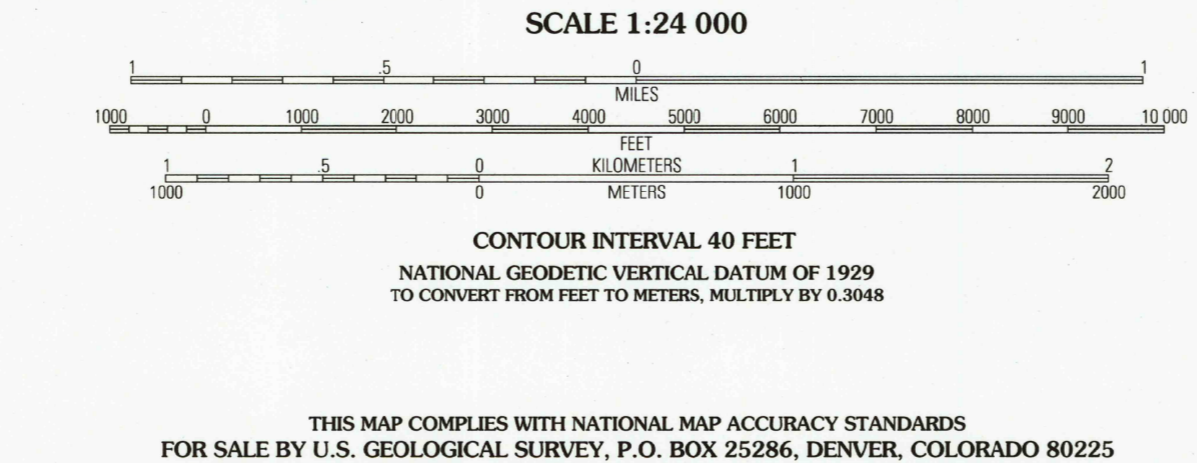 SCALE 1:24 000
1 .5 0 1
MILES
1000 0 1000 2000 3000 4000 5000 6000 7000 8000 9000 10 000
FEET
1 .5 0 KILOMETERS 1 2
1000 0 METERS 1000 2000
CONTOUR INTERVAL 40 FEET
NATIONAL GEODETIC VERTICAL DATUM OF 1929
TO CONVERT FROM FEET TO METERS, MULTIPLY BY 0.3048
THIS MAP COMPLIES WITH NATIONAL MAP ACCURACY STANDARDS
FOR SALE BY U.S. GEOLOGICAL SURVEY, P.O. BOX 25286, DENVER, COLORADO 80225